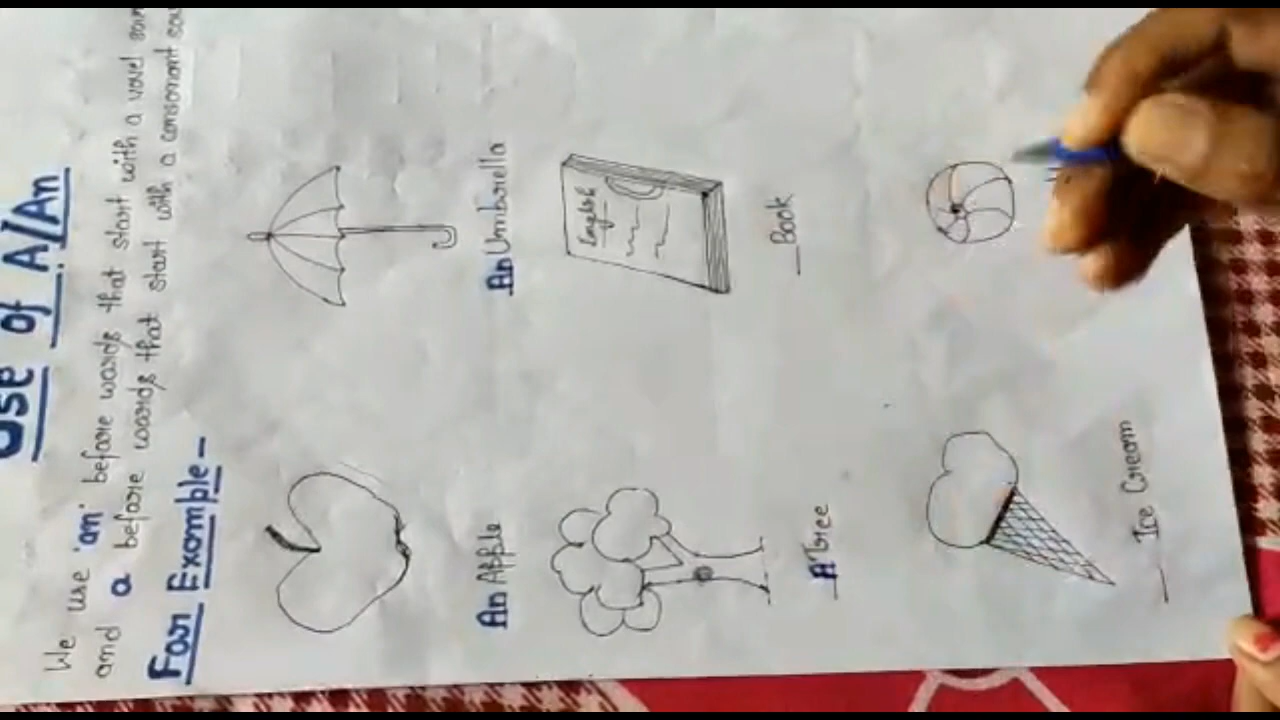 Use of A/An
We use 'an' before words that start with a vowel
and a before words that start with a consonant
For Example-
An Apple An Umbrella
English
A Tree _ Book
_ Ice Cream